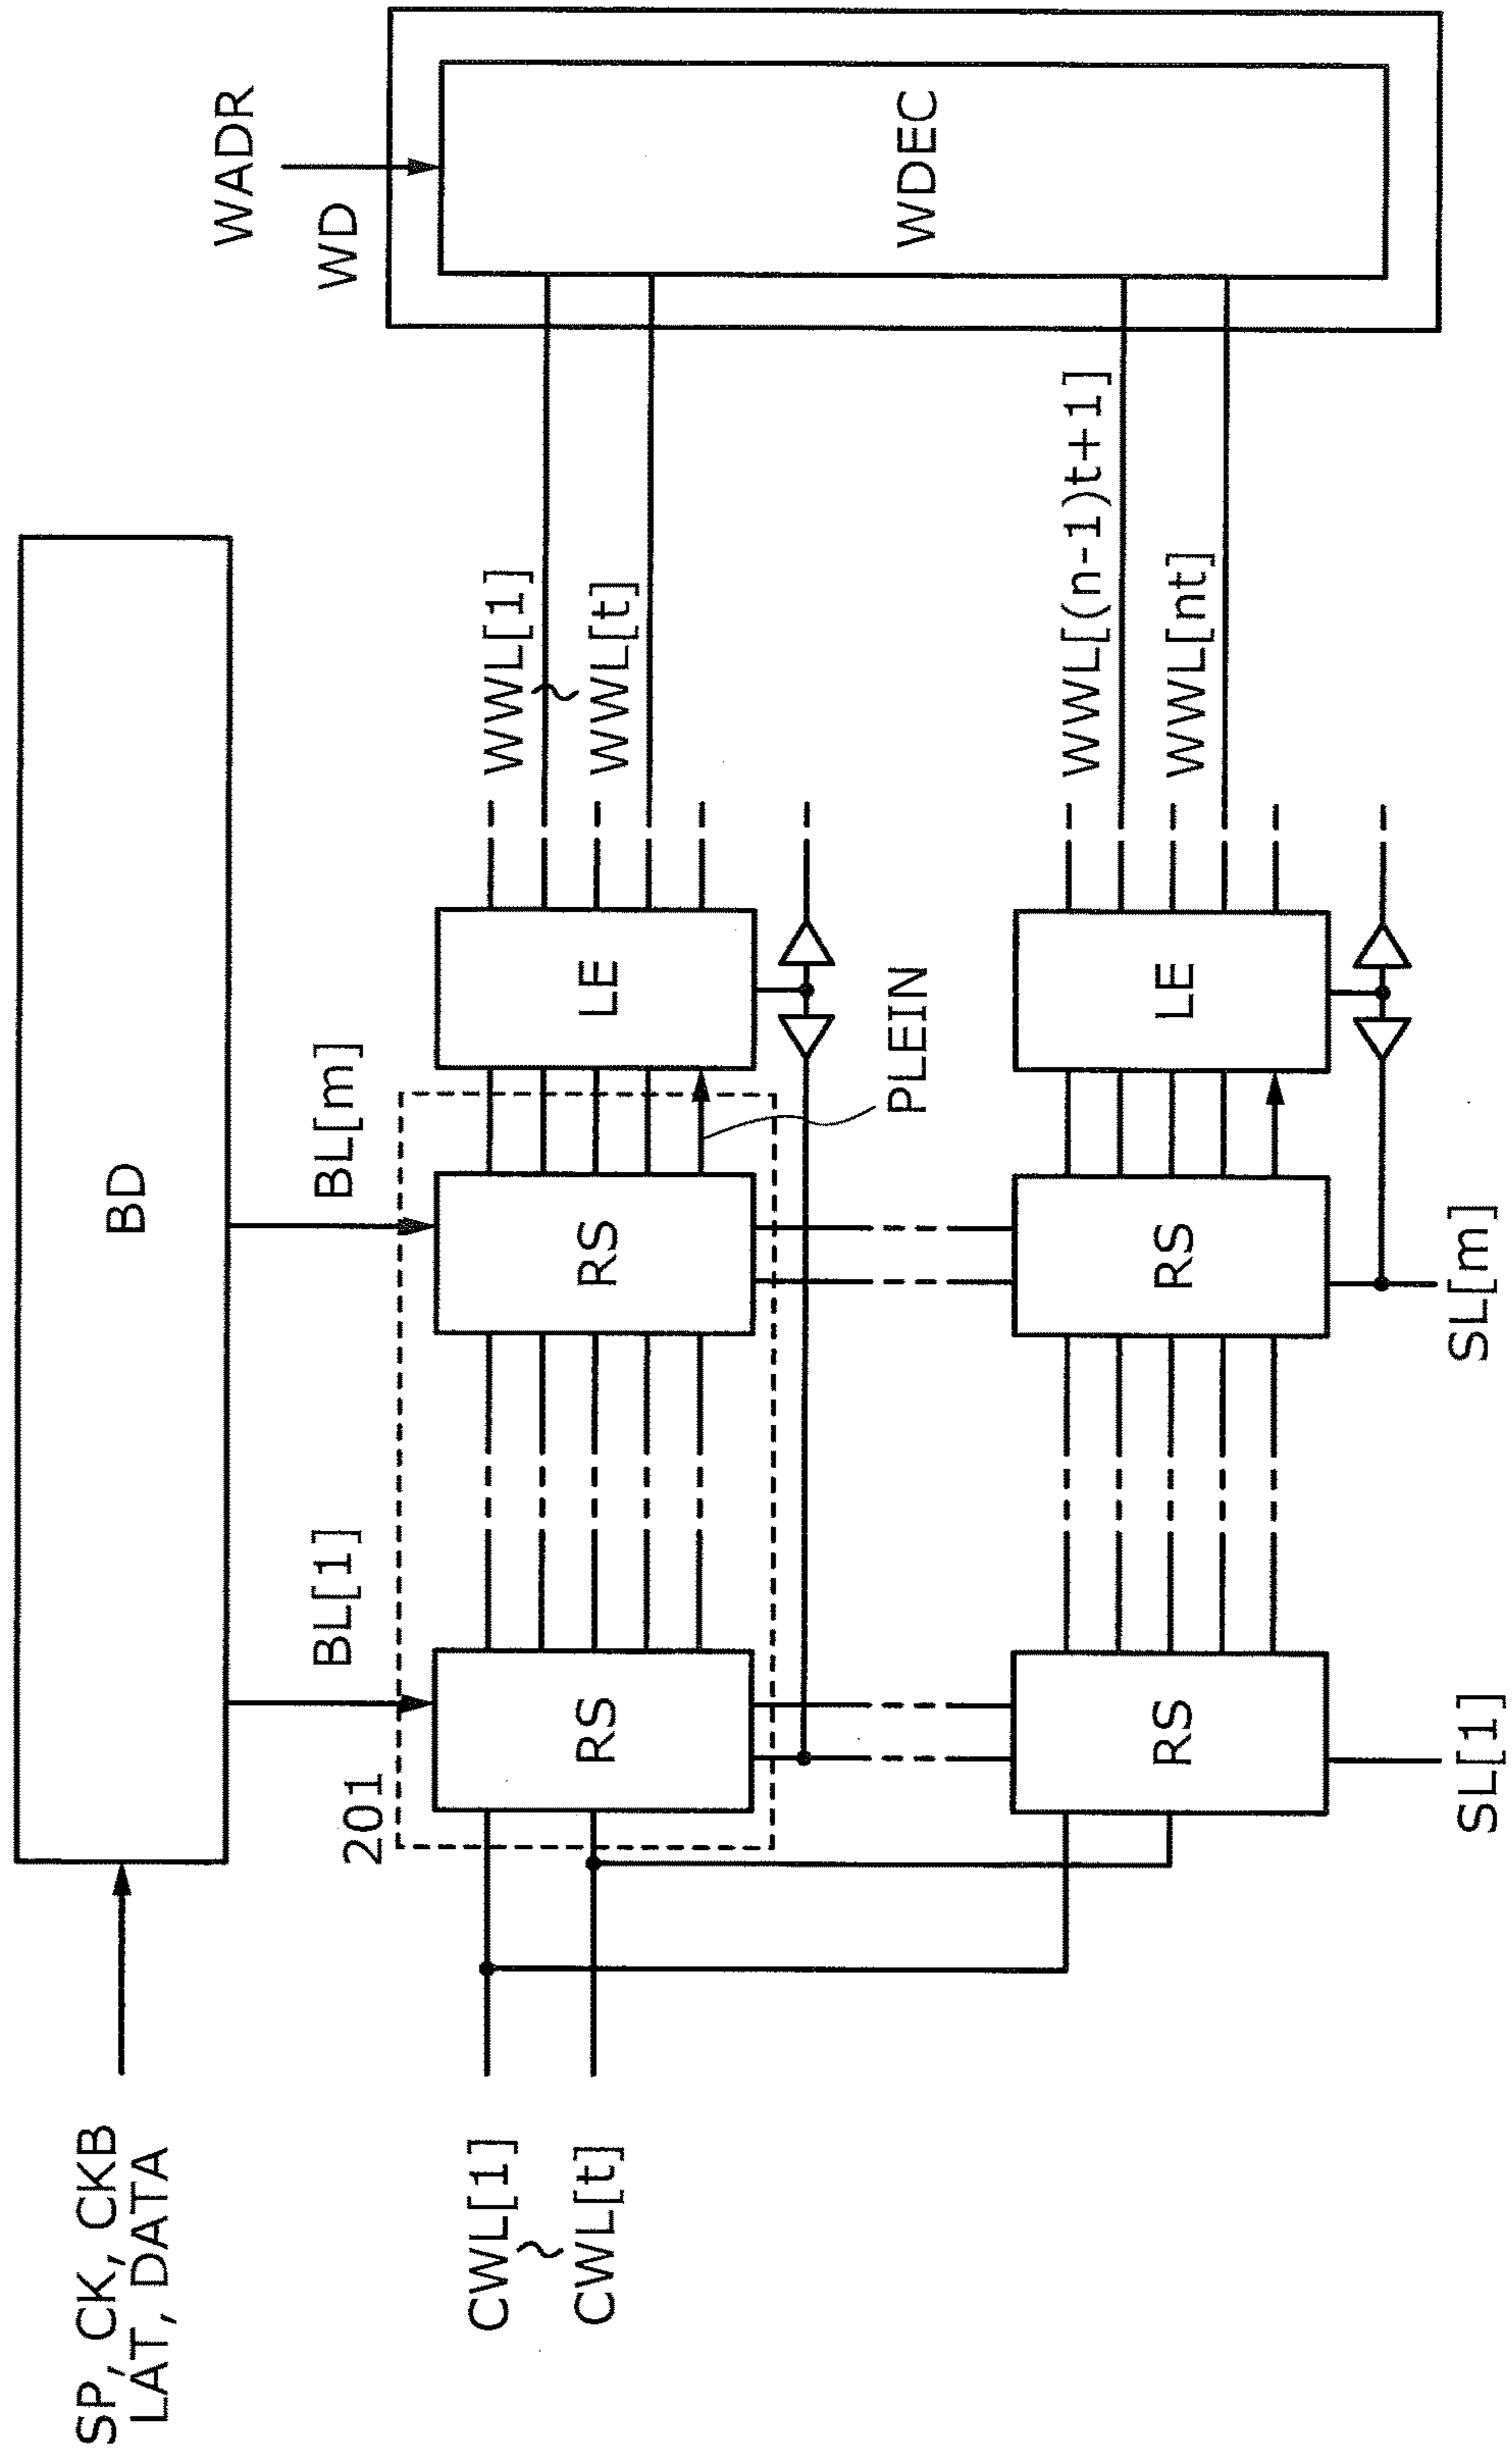 BD
SP, CK, CKB
LAT, DATA
BL[1]
BL[m]
WADR
WD
WDEC
201
CWL[1]
~
CWL[t]
RS
RS
LE
WWL[1]
~
WWL[t]
PLEIN
RS
RS
LE
WWL[(n-1)t+1]
WWL[nt]
SL[1]
SL[m]